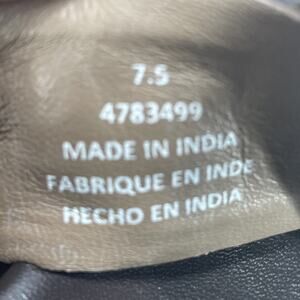 7.5
4783499
MADE IN INDIA
FABRIQUE EN INDE
HECHO EN INDIA